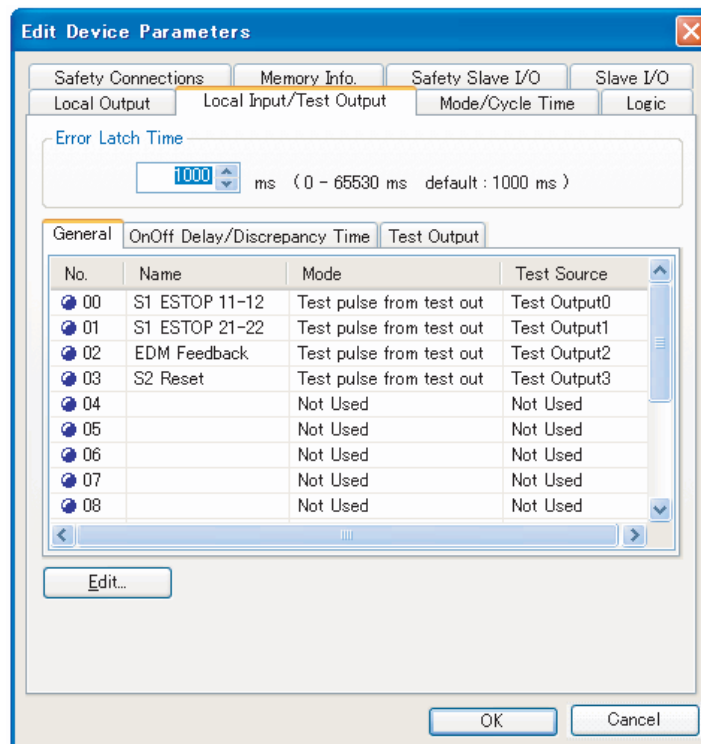 Edit Device Parameters
Safety Connections Memory Info. Safety Slave I/O Slave I/O
Local Output Local Input/Test Output Mode/Cycle Time Logic
Error Latch Time
1000 ms ( 0 - 65530 ms default : 1000 ms )
General OnOff Delay/Discrepancy Time Test Output
No. Name Mode Test Source
00 S1 ESTOP 11-12 Test pulse from test out Test Output0
01 S1 ESTOP 21-22 Test pulse from test out Test Output1
02 EDM Feedback Test pulse from test out Test Output2
03 S2 Reset Test pulse from test out Test Output3
04 Not Used Not Used
05 Not Used Not Used
06 Not Used Not Used
07 Not Used Not Used
08 Not Used Not Used
Edit...
OK Cancel